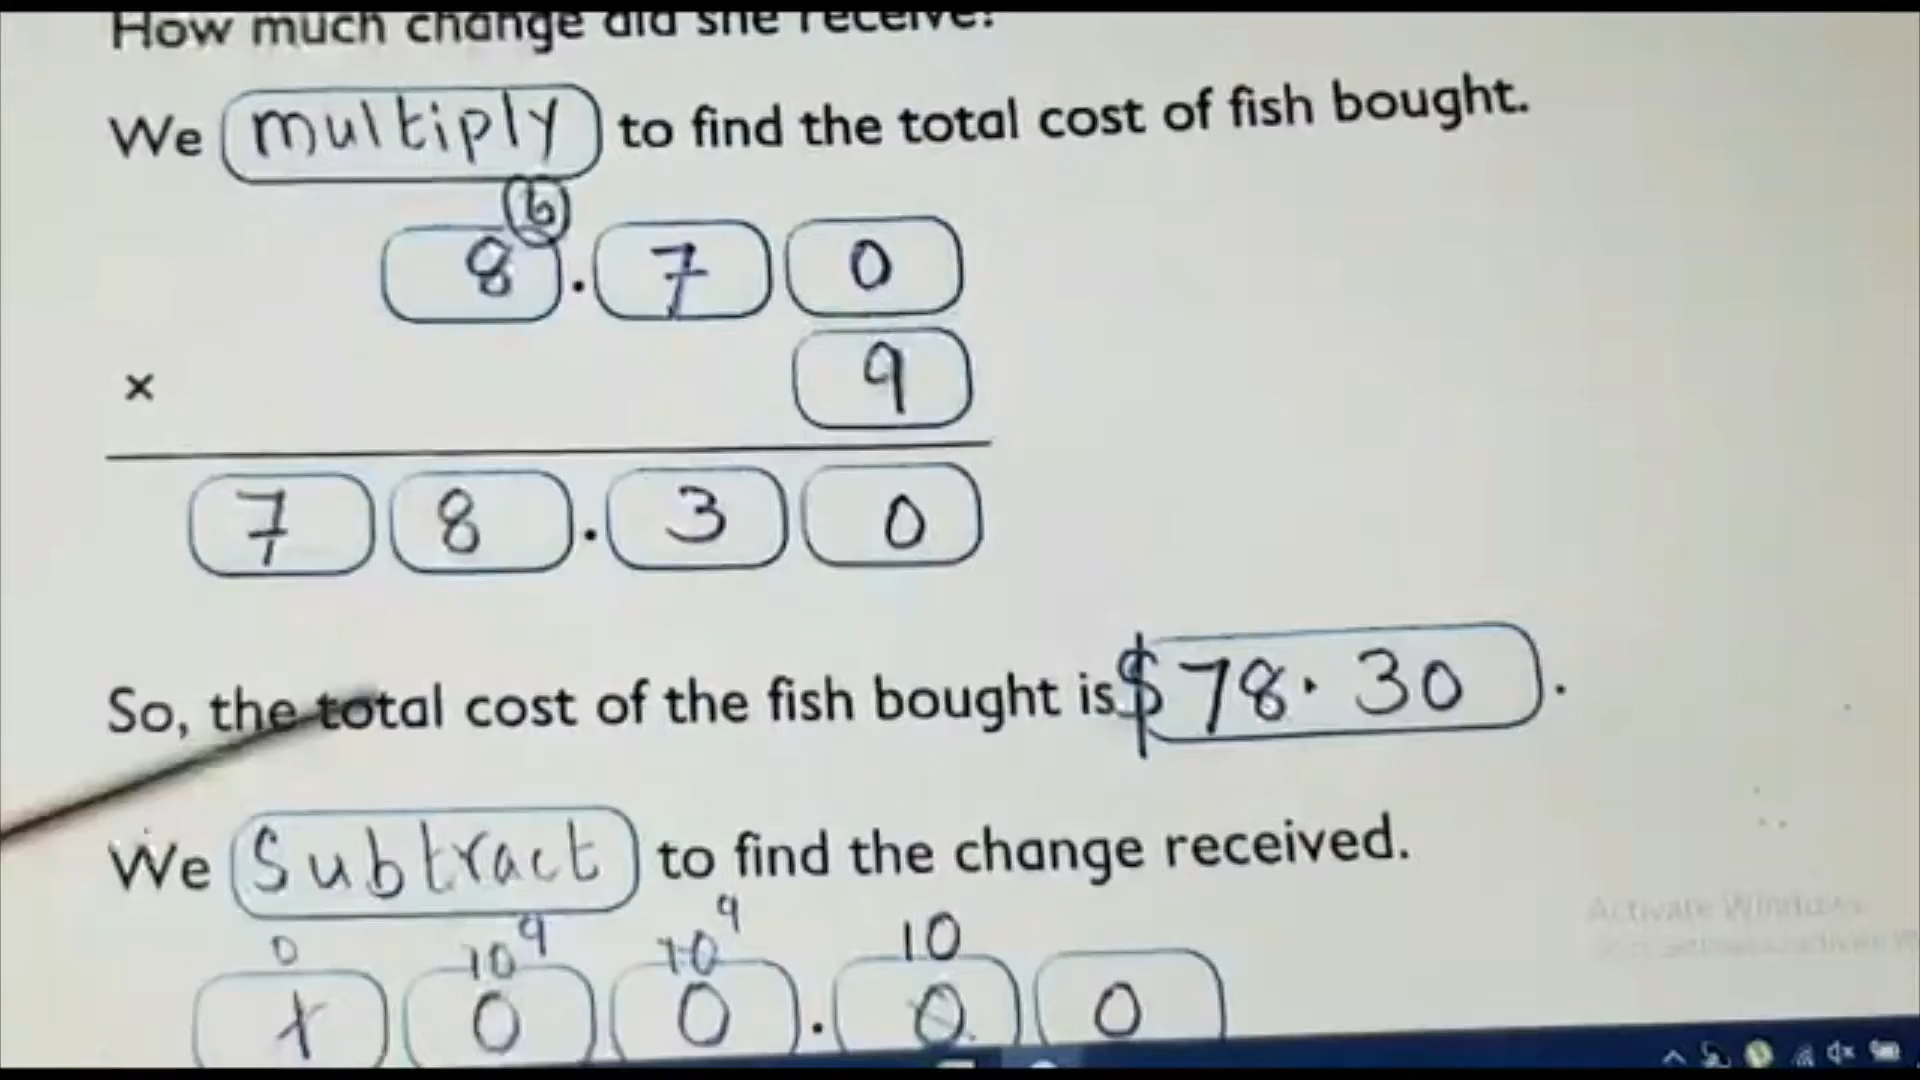 How much change did she receive?
We multiply to find the total cost of fish bought.
6
8 . 7 0
× 9
7 8 . 3 0
So, the total cost of the fish bought is $78.30.
We Subtract to find the change received.
0 10 9 10 9 10
1 0 0 . 0 0
Activate Windows